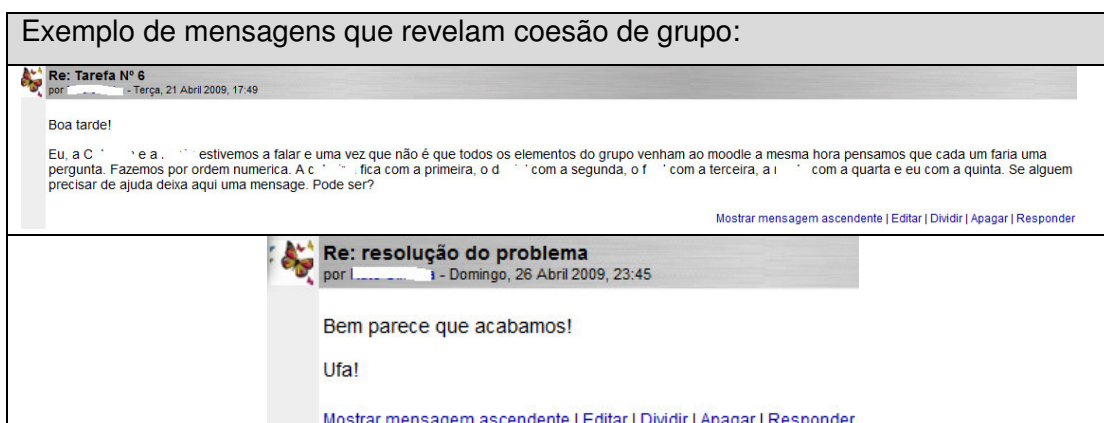 Exemplo de mensagens que revelam coesão de grupo:
Re: Tarefa Nº 6
por - Terça, 21 Abril 2009, 17:49
Boa tarde!
Eu, a C e a estivemos a falar e uma vez que não é que todos os elementos do grupo venham ao moodle a mesma hora pensamos que cada um faria uma
pergunta. Fazemos por ordem numerica. A c fica com a primeira, o d com a segunda, o f com a terceira, a com a quarta e eu com a quinta. Se alguem
precisar de ajuda deixa aqui uma mensage. Pode ser?
Mostrar mensagem ascendente | Editar | Dividir | Apagar | Responder
Re: resolução do problema
por - Domingo, 26 Abril 2009, 23:45
Bem parece que acabamos!
Ufa!
Mostrar mensagem ascendente | Editar | Dividir | Apagar | Responder